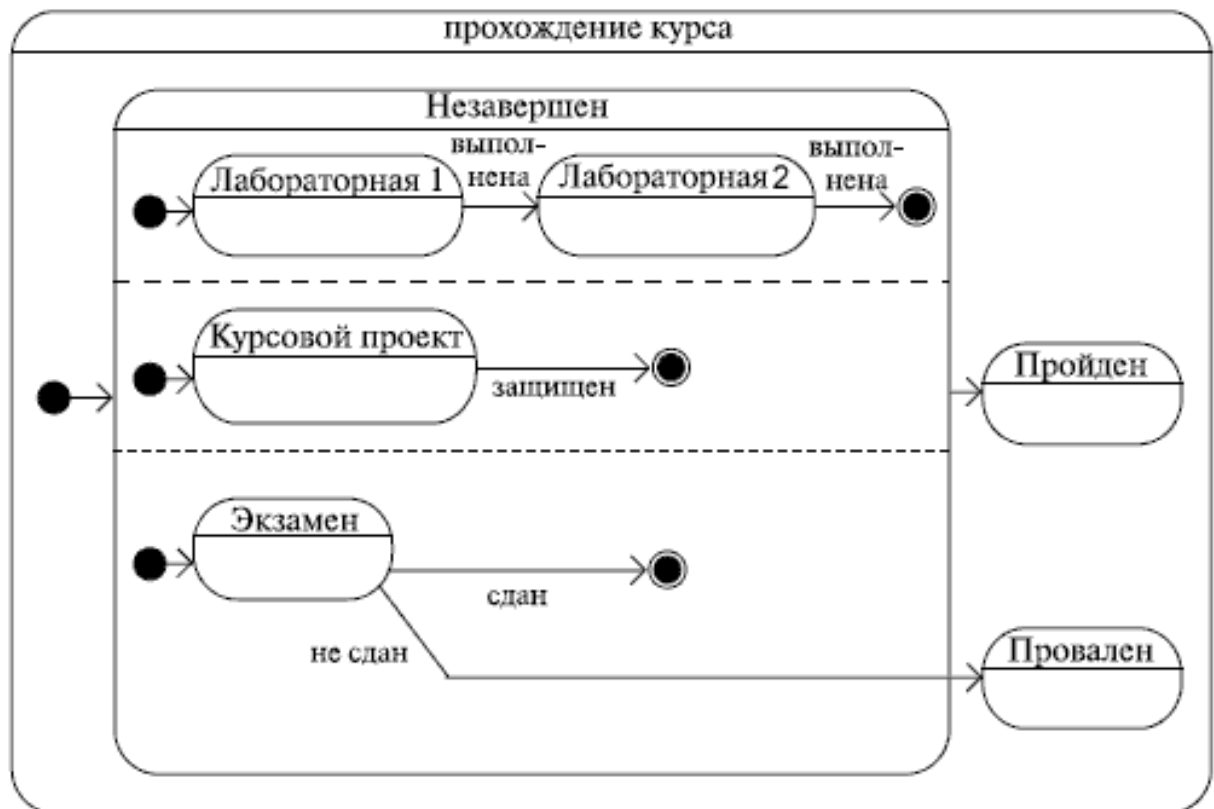 прохождение курса
Незавершен
Лабораторная 1
выпол-
нена
Лабораторная 2
выпол-
нена
Курсовой проект
защищен
Пройден
Экзамен
сдан
не сдан
Провален